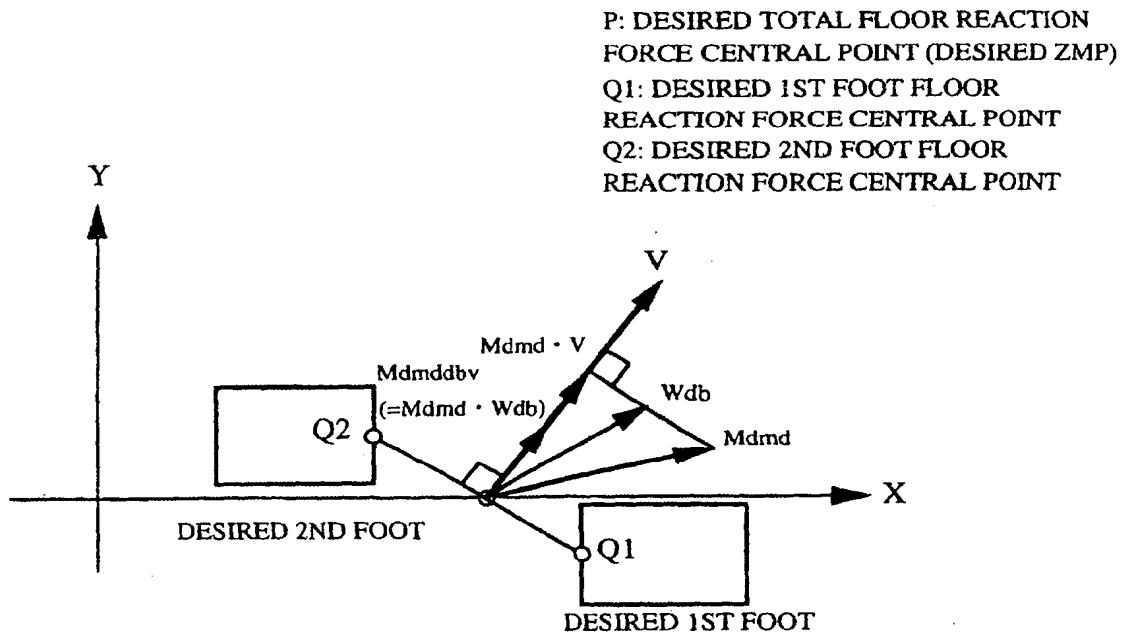 P: DESIRED TOTAL FLOOR REACTION
FORCE CENTRAL POINT (DESIRED ZMP)
Q1: DESIRED 1ST FOOT FLOOR
REACTION FORCE CENTRAL POINT
Q2: DESIRED 2ND FOOT FLOOR
REACTION FORCE CENTRAL POINT
Y
V
Mdmd · V
Mdmddbv
(=Mdmd · Wdb)
Wdb
Q2
Mdmd
X
DESIRED 2ND FOOT
Q1
DESIRED 1ST FOOT